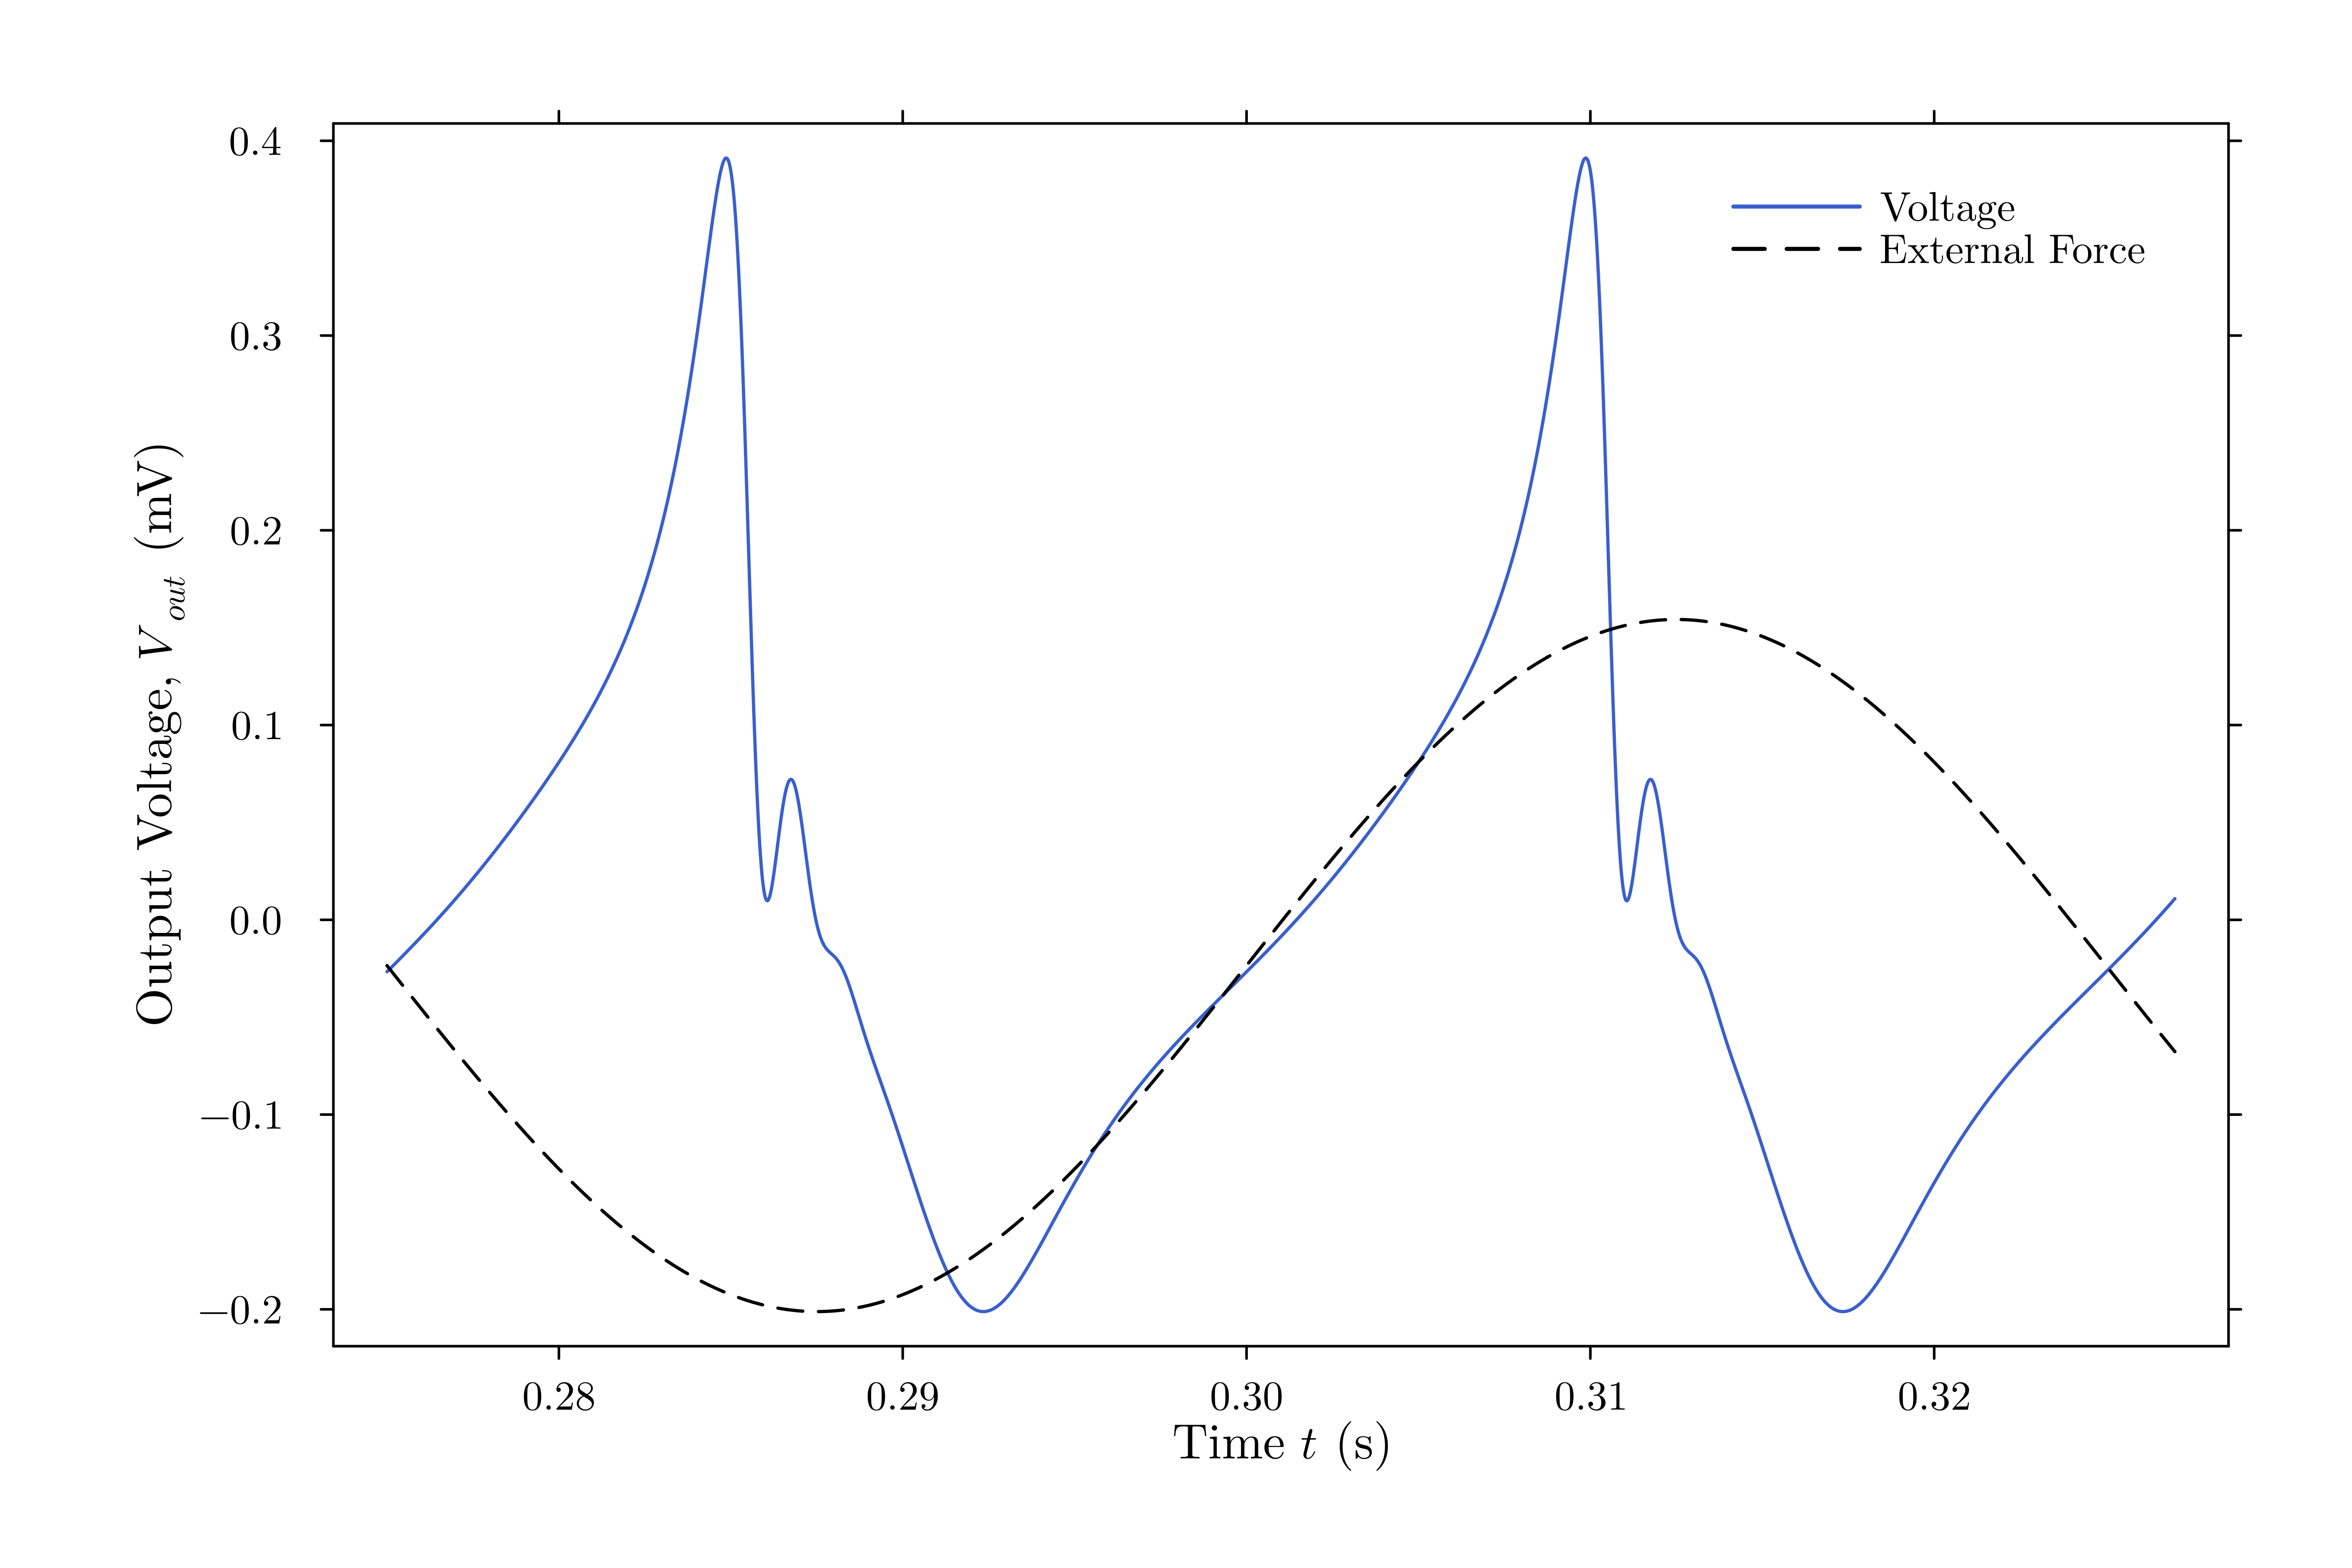 0.4
0.3
0.2
0.1
0.0
−0.1
−0.2
Output Voltage, V out (mV)
Voltage
External Force
0.28 0.29 0.30 0.31 0.32
Time t (s)